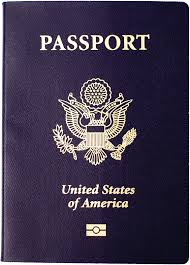 PASSPORT
United States
of America